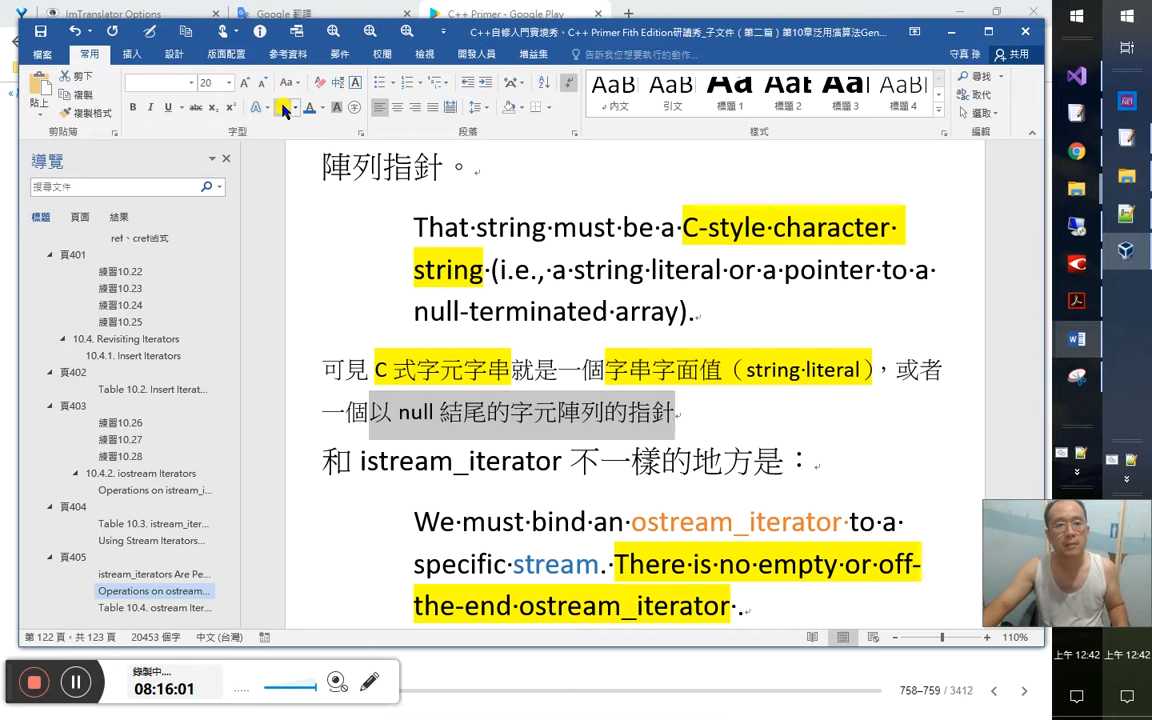 ImTranslator Options
Google 翻譯
C++ Primer - Google Play
C++自修入門實境秀、C++ Primer Fith Edition研讀秀_子文件（第二篇）第10章泛用演算法Gen...
檔案
常用
插入
設計
版面配置
參考資料
郵件
校閱
檢視
開發人員
增益集
告訴我您想要執行的動作...
守真 孫
共用
貼上
剪下
複製
複製格式
20
A
A
Aa
B
I
U
abc
x₂
x²
AaB
內文
AaB
引文
AaB
標題 1
AaBt
標題 2
AaBl
標題 3
AaBC
標題 4
尋找
取代
選取
剪貼簿
字型
段落
樣式
編輯
導覽
搜尋文件
標題
頁面
結果
ref、cref函式
頁401
練習10.22
練習10.23
練習10.24
練習10.25
10.4. Revisiting Iterators
10.4.1. Insert Iterators
頁402
Table 10.2. Insert Iterat...
頁403
練習10.26
練習10.27
練習10.28
10.4.2. iostream Iterators
Operations on istream_i...
頁404
Table 10.3. istream_iter...
Using Stream Iterators...
頁405
istream_iterators Are Pe...
Operations on ostream...
Table 10.4. ostream Iter...
陣列指針。
That·string·must·be·a·C-style·character·
string·(i.e.,·a·string·literal·or·a·pointer·to·a·
null-terminated·array).
可見 C 式字元字串就是一個字串字面值（string·literal），或者
一個以 null 結尾的字元陣列的指針
和 istream_iterator 不一樣的地方是：
We·must·bind·an·ostream_iterator·to·a·
specific·stream.·There·is·no·empty·or·off-
the-end·ostream_iterator·.
第 122 頁，共 123 頁
20453 個字
中文 (台灣)
110%
錄製中...
08:16:01
758–759 / 3412
上午 12:42
上午 12:42